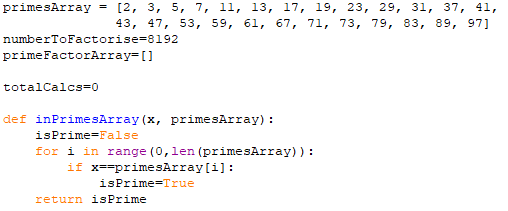 primesArray = [2, 3, 5, 7, 11, 13, 17, 19, 23, 29, 31, 37, 41,
               43, 47, 53, 59, 61, 67, 71, 73, 79, 83, 89, 97]
numberToFactorise=8192
primeFactorArray=[]

totalCalcs=0

def inPrimesArray(x, primesArray):
    isPrime=False
    for i in range(0,len(primesArray)):
        if x==primesArray[i]:
            isPrime=True
    return isPrime